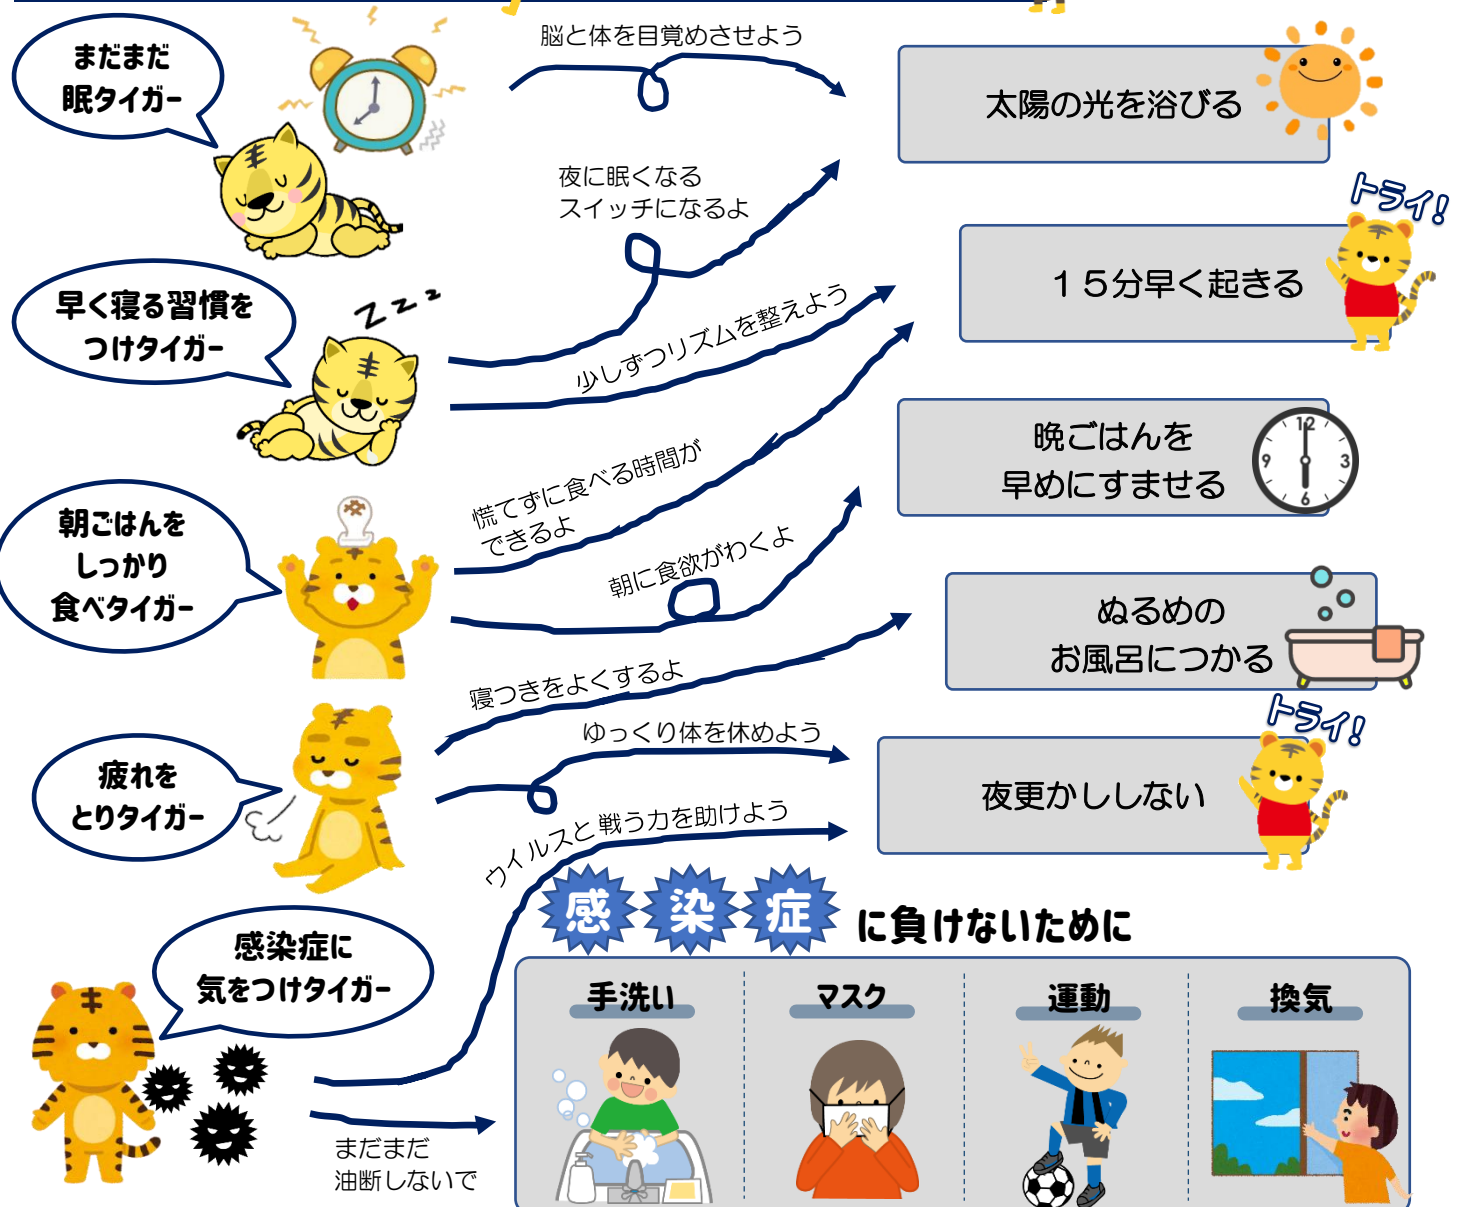 まだまだ
眠タイガー
脳と体を目覚めさせよう
太陽の光を浴びる
夜に眠くなる
スイッチになるよ
トライ!
15分早く起きる
早く寝る習慣を
つけタイガー
zzz
少しずつリズムを整えよう
晩ごはんを
早めにすませる
12
3
6
9
慌てずに食べる時間が
できるよ
朝ごはんを
しっかり
食べタイガー
朝に食欲がわくよ
ぬるめの
お風呂につかる
寝つきをよくするよ
トライ!
ゆっくり体を休めよう
疲れを
とりタイガー
夜更かししない
ウイルスと戦う力を助けよう
感染症に負けないために
感染症に
気をつけタイガー
手洗い
マスク
運動
換気
まだまだ
油断しないで